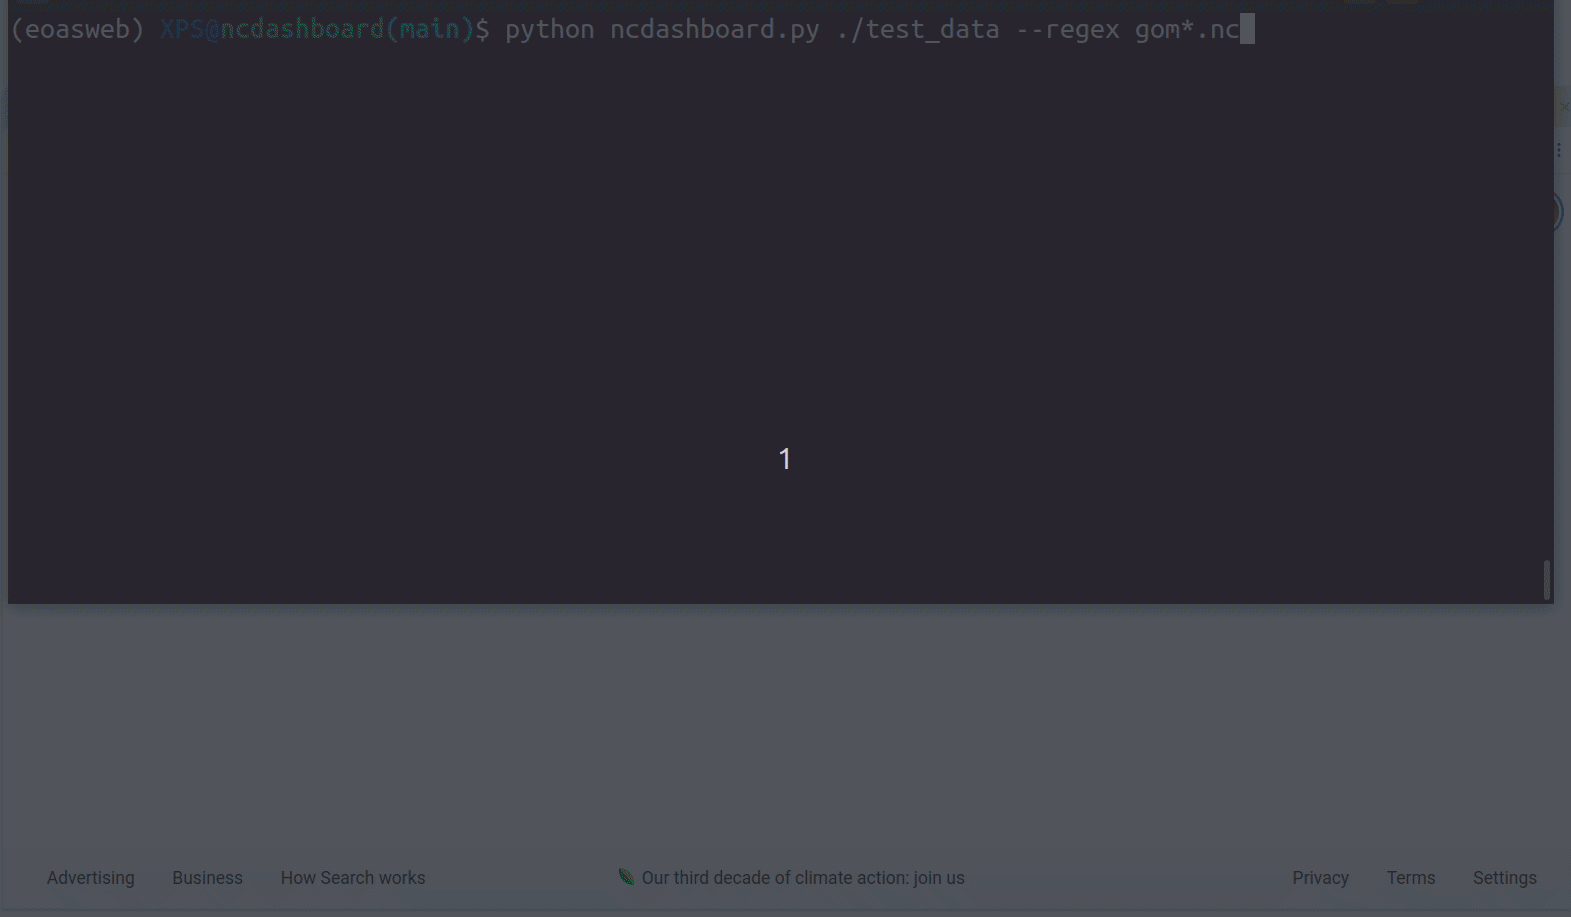 (eoasweb) XPS@ncdashboard(main)$ python ncdashboard.py ./test_data --regex gom*.nc
1
Advertising Business How Search works Our third decade of climate action: join us Privacy Terms Settings